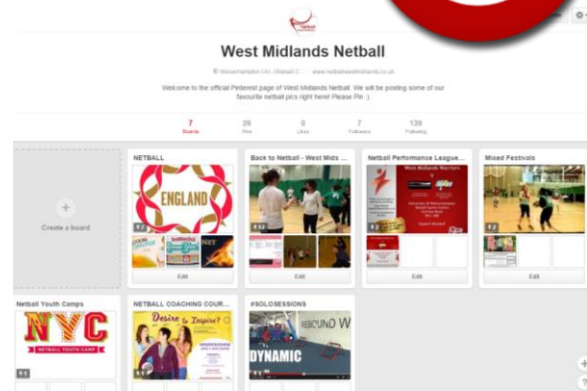 West Midlands Netball
Wolverhampton Uni (Walsall C... www.netballwestmidlands.co.uk
Welcome to the official Pinterest page of West Midlands Netball. We will be posting some of our
favourite netball pics right here! Please Pin :)
7 26 0 7 139
Boards Pins Likes Followers Following
Create a board
NETBALL
ENGLAND
Edit
Back to Netball - West Mids ...
Edit
Netball Performance League...
West Midlands Warriors
Edit
Mixed Festivals
Edit
Netball Youth Camps
NYC
NETBALL YOUTH CAMP
NETBALL COACHING COUR...
Desire to Inspire?
#SOLOSESSIONS
REBOUND W
DYNAMIC